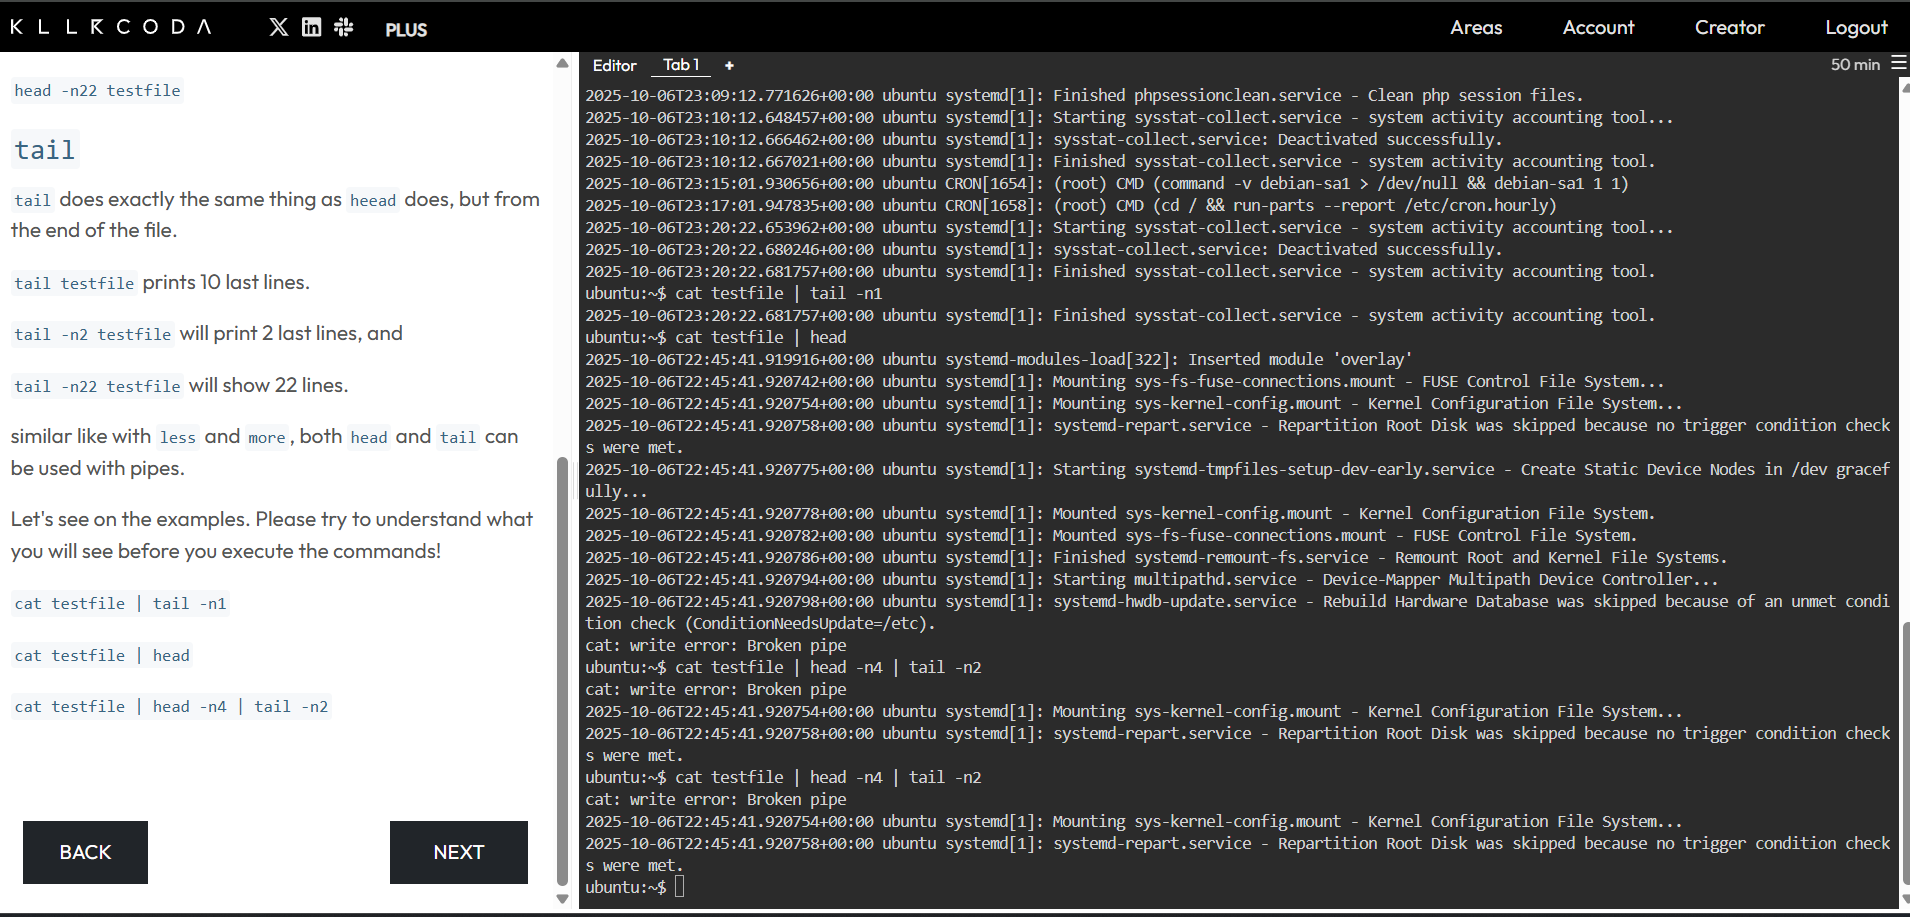 KLLRCODA PLUS Areas Account Creator Logout
head -n22 testfile
tail
tail does exactly the same thing as heead does, but from
the end of the file.
tail testfile prints 10 last lines.
tail -n2 testfile will print 2 last lines, and
tail -n22 testfile will show 22 lines.
similar like with less and more, both head and tail can
be used with pipes.
Let's see on the examples. Please try to understand what
you will see before you execute the commands!
cat testfile | tail -n1
cat testfile | head
cat testfile | head -n4 | tail -n2
BACK NEXT
Editor Tab 1 + 50 min
2025-10-06T23:09:12.771626+00:00 ubuntu systemd[1]: Finished phpsessionclean.service - Clean php session files.
2025-10-06T23:10:12.648457+00:00 ubuntu systemd[1]: Starting sysstat-collect.service - system activity accounting tool...
2025-10-06T23:10:12.666462+00:00 ubuntu systemd[1]: sysstat-collect.service: Deactivated successfully.
2025-10-06T23:10:12.667021+00:00 ubuntu systemd[1]: Finished sysstat-collect.service - system activity accounting tool.
2025-10-06T23:15:01.930656+00:00 ubuntu CRON[1654]: (root) CMD (command -v debian-sa1 > /dev/null && debian-sa1 1 1)
2025-10-06T23:17:01.947835+00:00 ubuntu CRON[1658]: (root) CMD (cd / && run-parts --report /etc/cron.hourly)
2025-10-06T23:20:22.653962+00:00 ubuntu systemd[1]: Starting sysstat-collect.service - system activity accounting tool...
2025-10-06T23:20:22.680246+00:00 ubuntu systemd[1]: sysstat-collect.service: Deactivated successfully.
2025-10-06T23:20:22.681757+00:00 ubuntu systemd[1]: Finished sysstat-collect.service - system activity accounting tool.
ubuntu:~$ cat testfile | tail -n1
2025-10-06T23:20:22.681757+00:00 ubuntu systemd[1]: Finished sysstat-collect.service - system activity accounting tool.
ubuntu:~$ cat testfile | head
2025-10-06T22:45:41.919916+00:00 ubuntu systemd-modules-load[322]: Inserted module 'overlay'
2025-10-06T22:45:41.920742+00:00 ubuntu systemd[1]: Mounting sys-fs-fuse-connections.mount - FUSE Control File System...
2025-10-06T22:45:41.920754+00:00 ubuntu systemd[1]: Mounting sys-kernel-config.mount - Kernel Configuration File System...
2025-10-06T22:45:41.920758+00:00 ubuntu systemd[1]: systemd-repart.service - Repartition Root Disk was skipped because no trigger condition check
s were met.
2025-10-06T22:45:41.920775+00:00 ubuntu systemd[1]: Starting systemd-tmpfiles-setup-dev-early.service - Create Static Device Nodes in /dev gracef
ully...
2025-10-06T22:45:41.920778+00:00 ubuntu systemd[1]: Mounted sys-kernel-config.mount - Kernel Configuration File System.
2025-10-06T22:45:41.920782+00:00 ubuntu systemd[1]: Mounted sys-fs-fuse-connections.mount - FUSE Control File System.
2025-10-06T22:45:41.920786+00:00 ubuntu systemd[1]: Finished systemd-remount-fs.service - Remount Root and Kernel File Systems.
2025-10-06T22:45:41.920794+00:00 ubuntu systemd[1]: Starting multipathd.service - Device-Mapper Multipath Device Controller...
2025-10-06T22:45:41.920798+00:00 ubuntu systemd[1]: systemd-hwdb-update.service - Rebuild Hardware Database was skipped because of an unmet condi
tion check (ConditionNeedsUpdate=/etc).
cat: write error: Broken pipe
ubuntu:~$ cat testfile | head -n4 | tail -n2
cat: write error: Broken pipe
2025-10-06T22:45:41.920754+00:00 ubuntu systemd[1]: Mounting sys-kernel-config.mount - Kernel Configuration File System...
2025-10-06T22:45:41.920758+00:00 ubuntu systemd[1]: systemd-repart.service - Repartition Root Disk was skipped because no trigger condition check
s were met.
ubuntu:~$ cat testfile | head -n4 | tail -n2
cat: write error: Broken pipe
2025-10-06T22:45:41.920754+00:00 ubuntu systemd[1]: Mounting sys-kernel-config.mount - Kernel Configuration File System...
2025-10-06T22:45:41.920758+00:00 ubuntu systemd[1]: systemd-repart.service - Repartition Root Disk was skipped because no trigger condition check
s were met.
ubuntu:~$